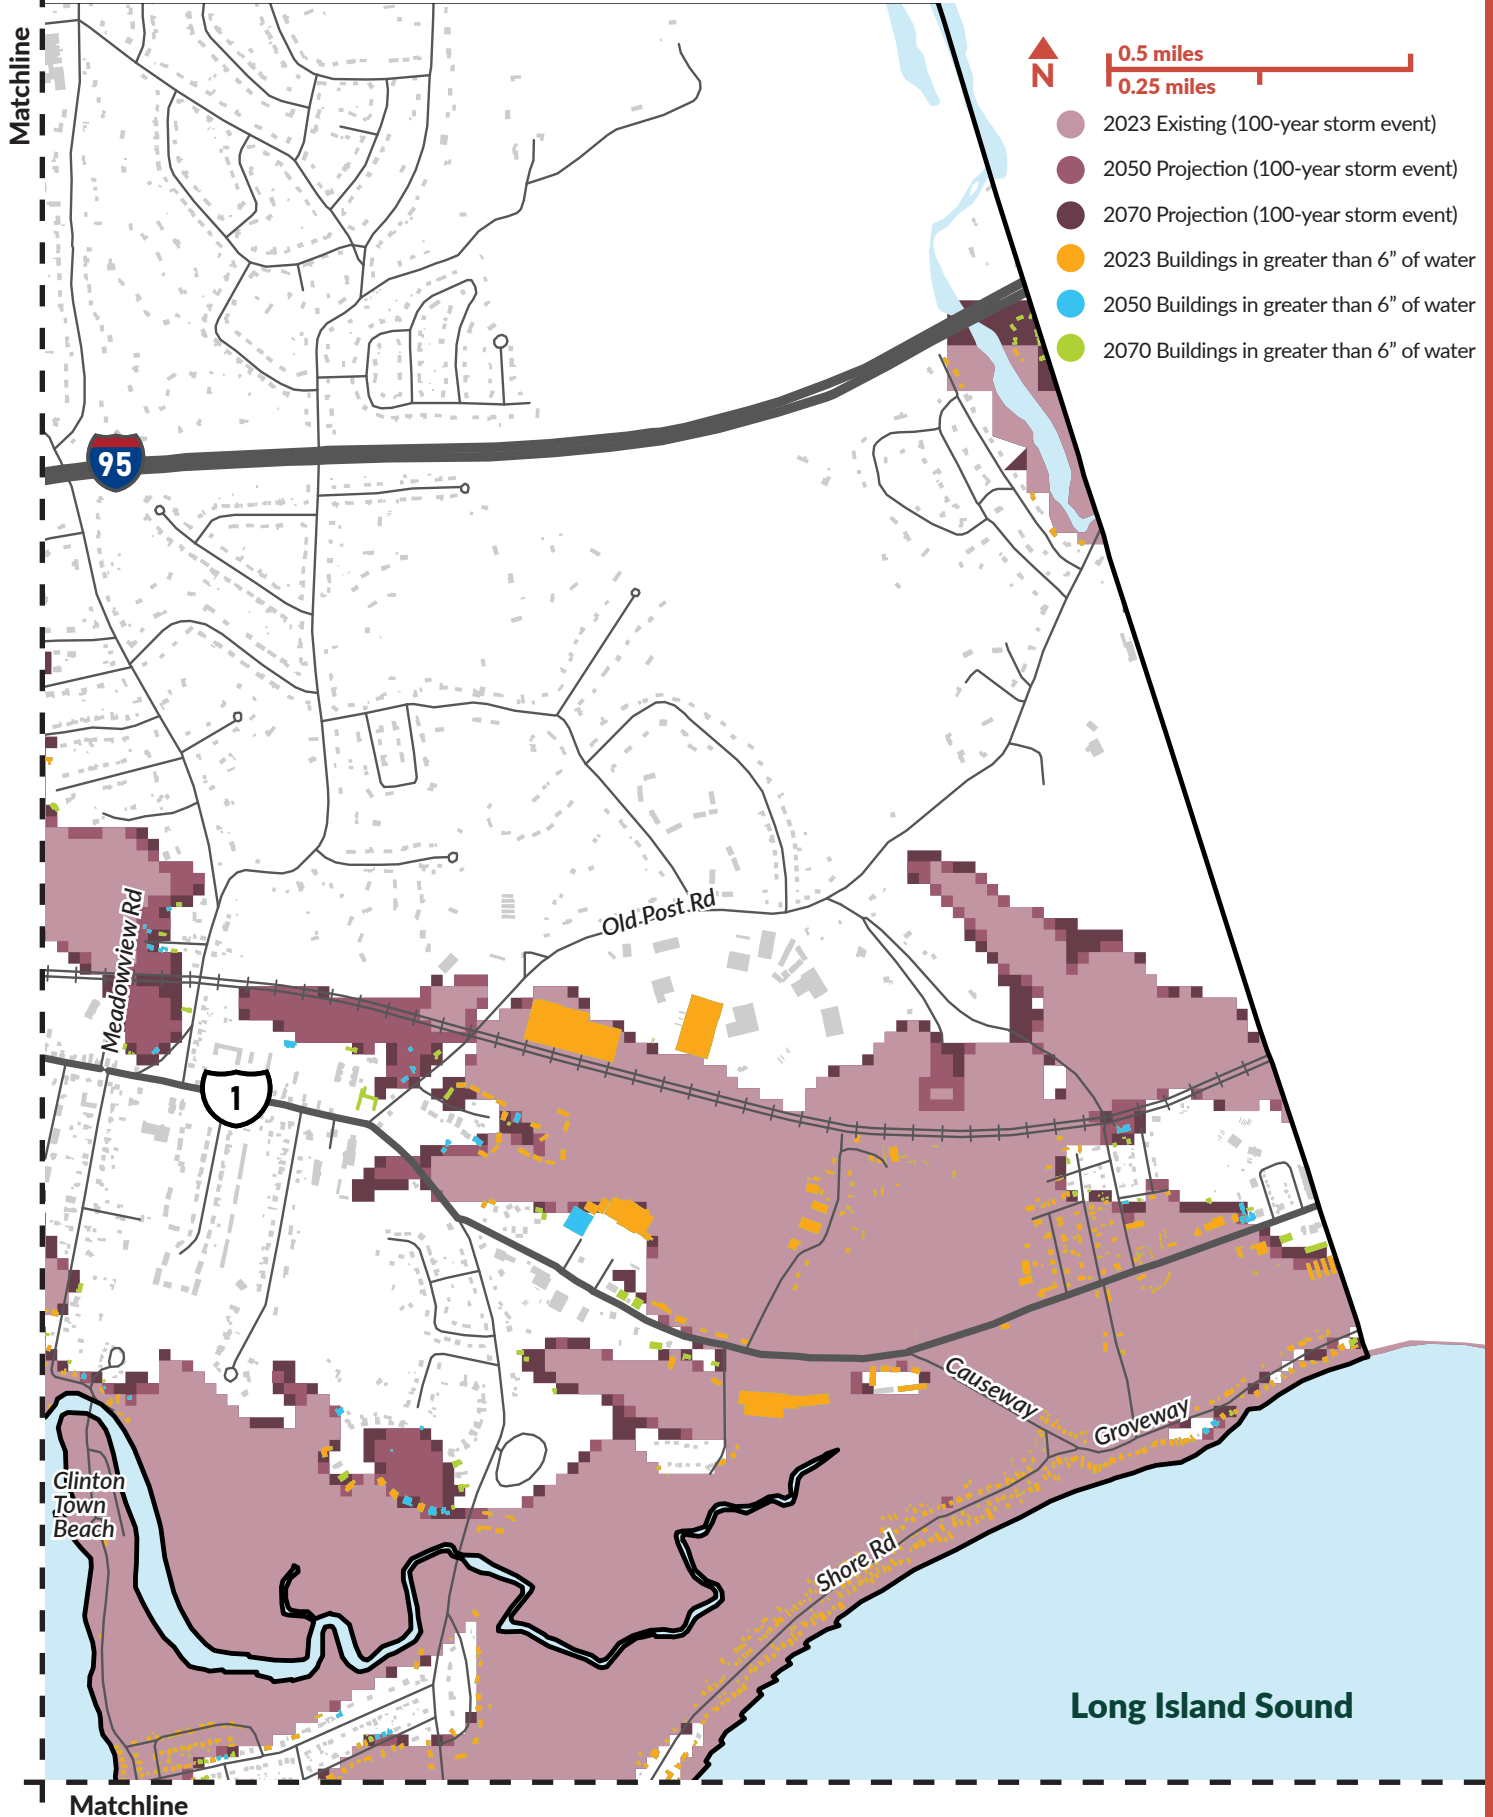 Matchline
0.5 miles
0.25 miles
N
2023 Existing (100-year storm event)
2050 Projection (100-year storm event)
2070 Projection (100-year storm event)
2023 Buildings in greater than 6” of water
2050 Buildings in greater than 6” of water
2070 Buildings in greater than 6” of water
95
Old Post Rd
Meadowview Rd
1
Causeway
Groveway
Clinton
Town
Beach
Shore Rd
Long Island Sound
Matchline